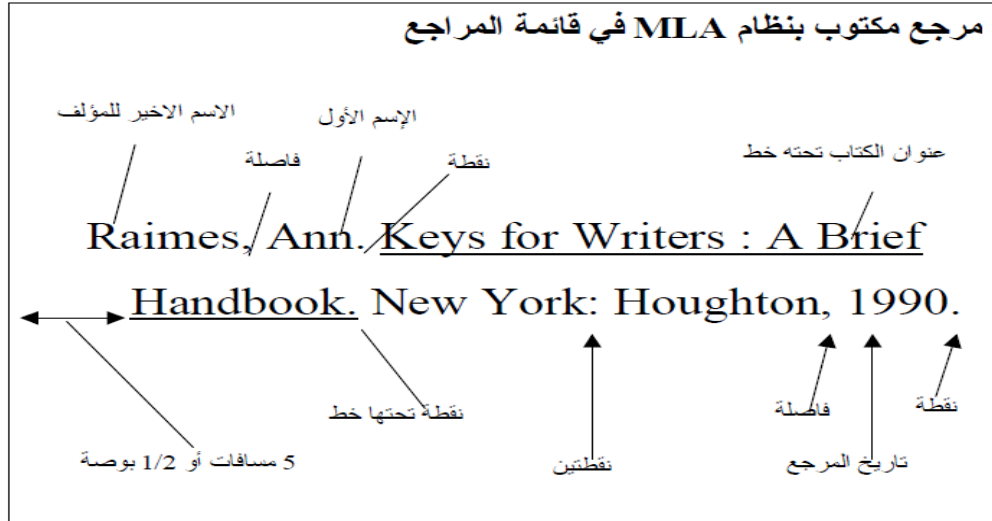 مرجع مكتوب بنظام MLA في قائمة المراجع
الاسم الاخير للمؤلف
الإسم الأول
فاصلة
نقطة
عنوان الكتاب تحته خط
Raimes, Ann. Keys for Writers : A Brief
Handbook. New York: Houghton, 1990.
نقطة تحتها خط
فاصلة
نقطة
5 مسافات أو 1/2 بوصة
نقطتين
تاريخ المرجع